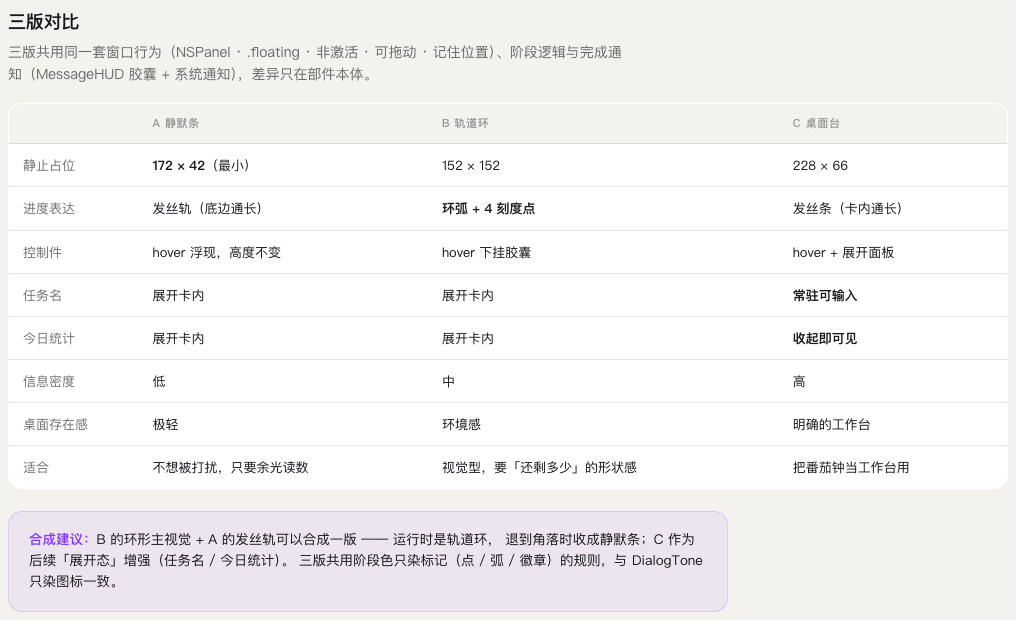 三版对比
三版共用同一套窗口行为（NSPanel · .floating · 非激活 · 可拖动 · 记住位置）、阶段逻辑与完成通
知（MessageHUD 胶囊 + 系统通知），差异只在部件本体。
A 静默条 B 轨道环 C 桌面台
静止占位 172 × 42（最小） 152 × 152 228 × 66
进度表达 发丝轨（底边通长） 环弧 + 4 刻度点 发丝条（卡内通长）
控制件 hover 浮现，高度不变 hover 下挂胶囊 hover + 展开面板
任务名 展开卡内 展开卡内 常驻可输入
今日统计 展开卡内 展开卡内 收起即可见
信息密度 低 中 高
桌面存在感 极轻 环境感 明确的工作台
适合 不想被打扰，只要余光读数 视觉型，要「还剩多少」的形状感 把番茄钟当工作台用
合成建议：B 的环形主视觉 + A 的发丝轨可以合成一版 —— 运行时是轨道环， 退到角落时收成静默条；C 作为
后续「展开态」增强（任务名 / 今日统计）。 三版共用阶段色只染标记（点 / 弧 / 徽章）的规则，与 DialogTone
只染图标一致。